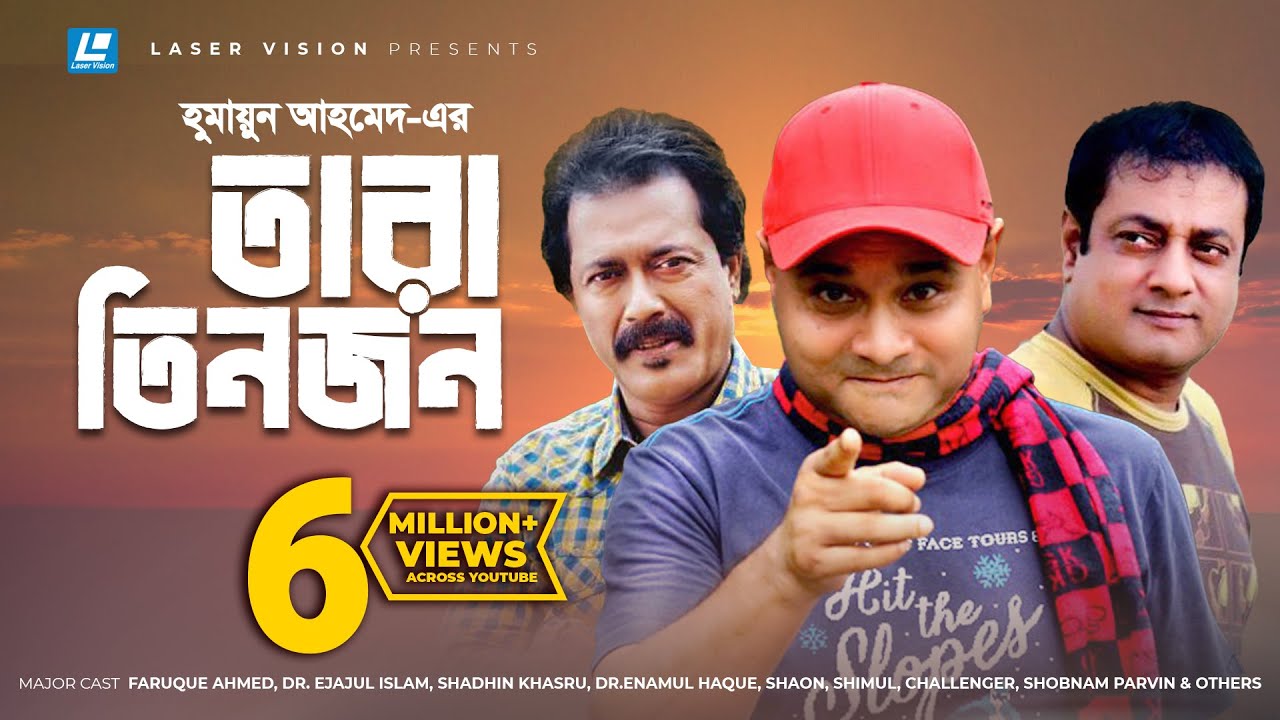 Laser Vision
LASER VISION PRESENTS
হুমায়ুন আহমেদ-এর
তারা
তিনজন
6
MILLION+
VIEWS
ACROSS YOUTUBE
FACE TOURS
Hit
the
Slopes
MAJOR CAST FARUQUE AHMED, DR. EJAJUL ISLAM, SHADHIN KHASRU, DR.ENAMUL HAQUE, SHAON, SHIMUL, CHALLENGER, SHOBNAM PARVIN & OTHERS